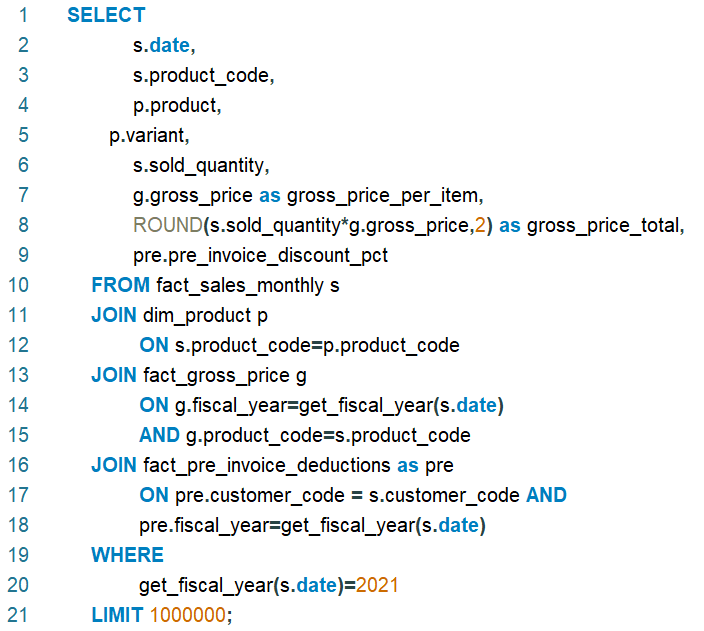 1 SELECT
2 s.date,
3 s.product_code,
4 p.product,
5 p.variant,
6 s.sold_quantity,
7 g.gross_price as gross_price_per_item,
8 ROUND(s.sold_quantity*g.gross_price,2) as gross_price_total,
9 pre.pre_invoice_discount_pct
10 FROM fact_sales_monthly s
11 JOIN dim_product p
12 ON s.product_code=p.product_code
13 JOIN fact_gross_price g
14 ON g.fiscal_year=get_fiscal_year(s.date)
15 AND g.product_code=s.product_code
16 JOIN fact_pre_invoice_deductions as pre
17 ON pre.customer_code = s.customer_code AND
18 pre.fiscal_year=get_fiscal_year(s.date)
19 WHERE
20 get_fiscal_year(s.date)=2021
21 LIMIT 1000000;